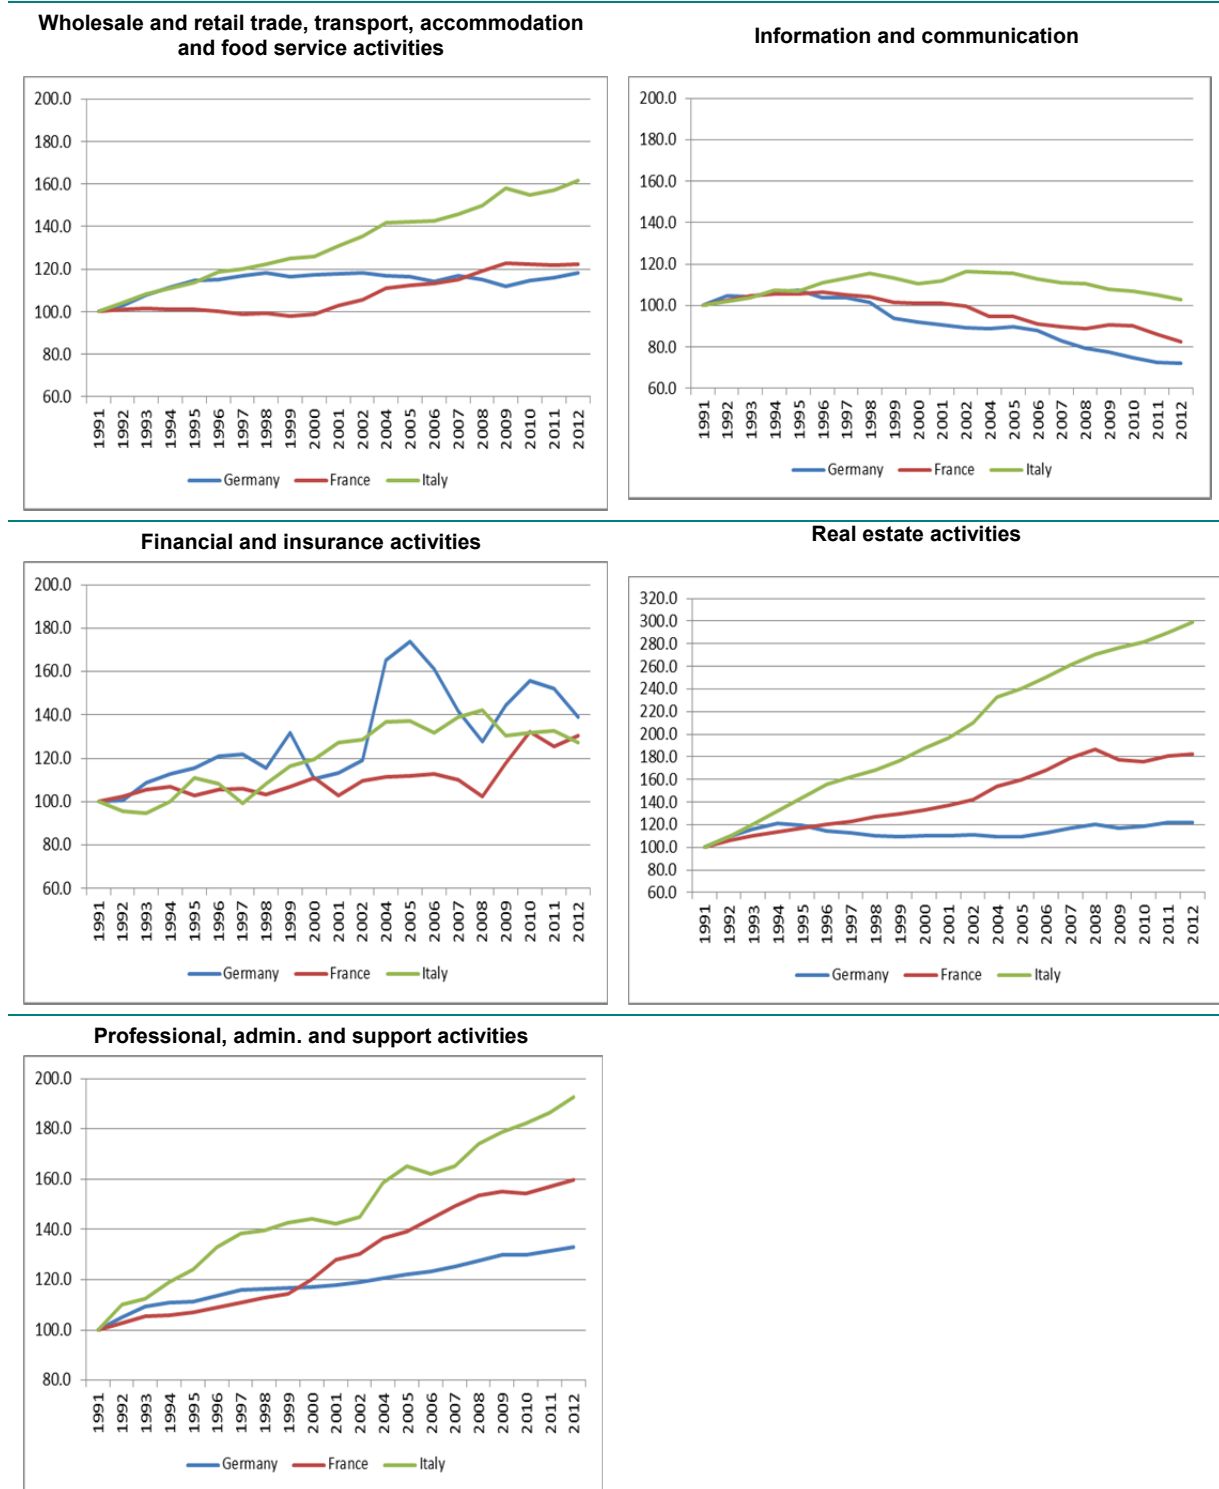 Wholesale and retail trade, transport, accommodation
and food service activities
200.0
180.0
160.0
140.0
120.0
100.0
80.0
60.0
1991 1992 1993 1994 1995 1996 1997 1998 1999 2000 2001 2002 2004 2005 2006 2007 2008 2009 2010 2011 2012
Germany France Italy
Information and communication
200.0
180.0
160.0
140.0
120.0
100.0
80.0
60.0
1991 1992 1993 1994 1995 1996 1997 1998 1999 2000 2001 2002 2004 2005 2006 2007 2008 2009 2010 2011 2012
Germany France Italy
Financial and insurance activities
200.0
180.0
160.0
140.0
120.0
100.0
80.0
60.0
1991 1992 1993 1994 1995 1996 1997 1998 1999 2000 2001 2002 2004 2005 2006 2007 2008 2009 2010 2011 2012
Germany France Italy
Real estate activities
320.0
300.0
280.0
260.0
240.0
220.0
200.0
180.0
160.0
140.0
120.0
100.0
80.0
60.0
1991 1992 1993 1994 1995 1996 1997 1998 1999 2000 2001 2002 2004 2005 2006 2007 2008 2009 2010 2011 2012
Germany France Italy
Professional, admin. and support activities
200.0
180.0
160.0
140.0
120.0
100.0
80.0
1991 1992 1993 1994 1995 1996 1997 1998 1999 2000 2001 2002 2004 2005 2006 2007 2008 2009 2010 2011 2012
Germany France Italy